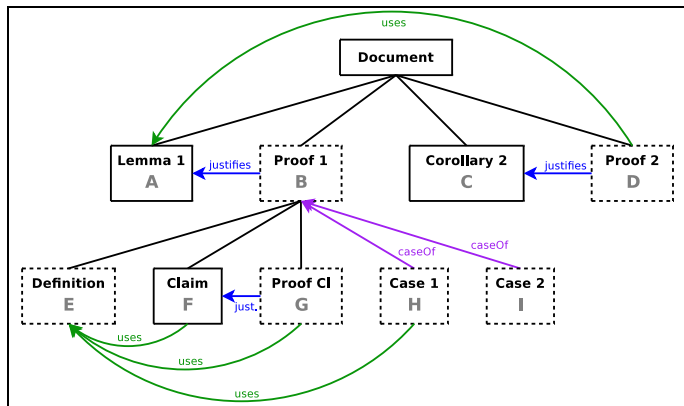 uses
Document
Lemma 1
A
justifies
Proof 1
B
Corollary 2
C
justifies
Proof 2
D
caseOf
caseOf
Definition
E
Claim
F
just.
Proof Cl
G
Case 1
H
Case 2
I
uses
uses
uses